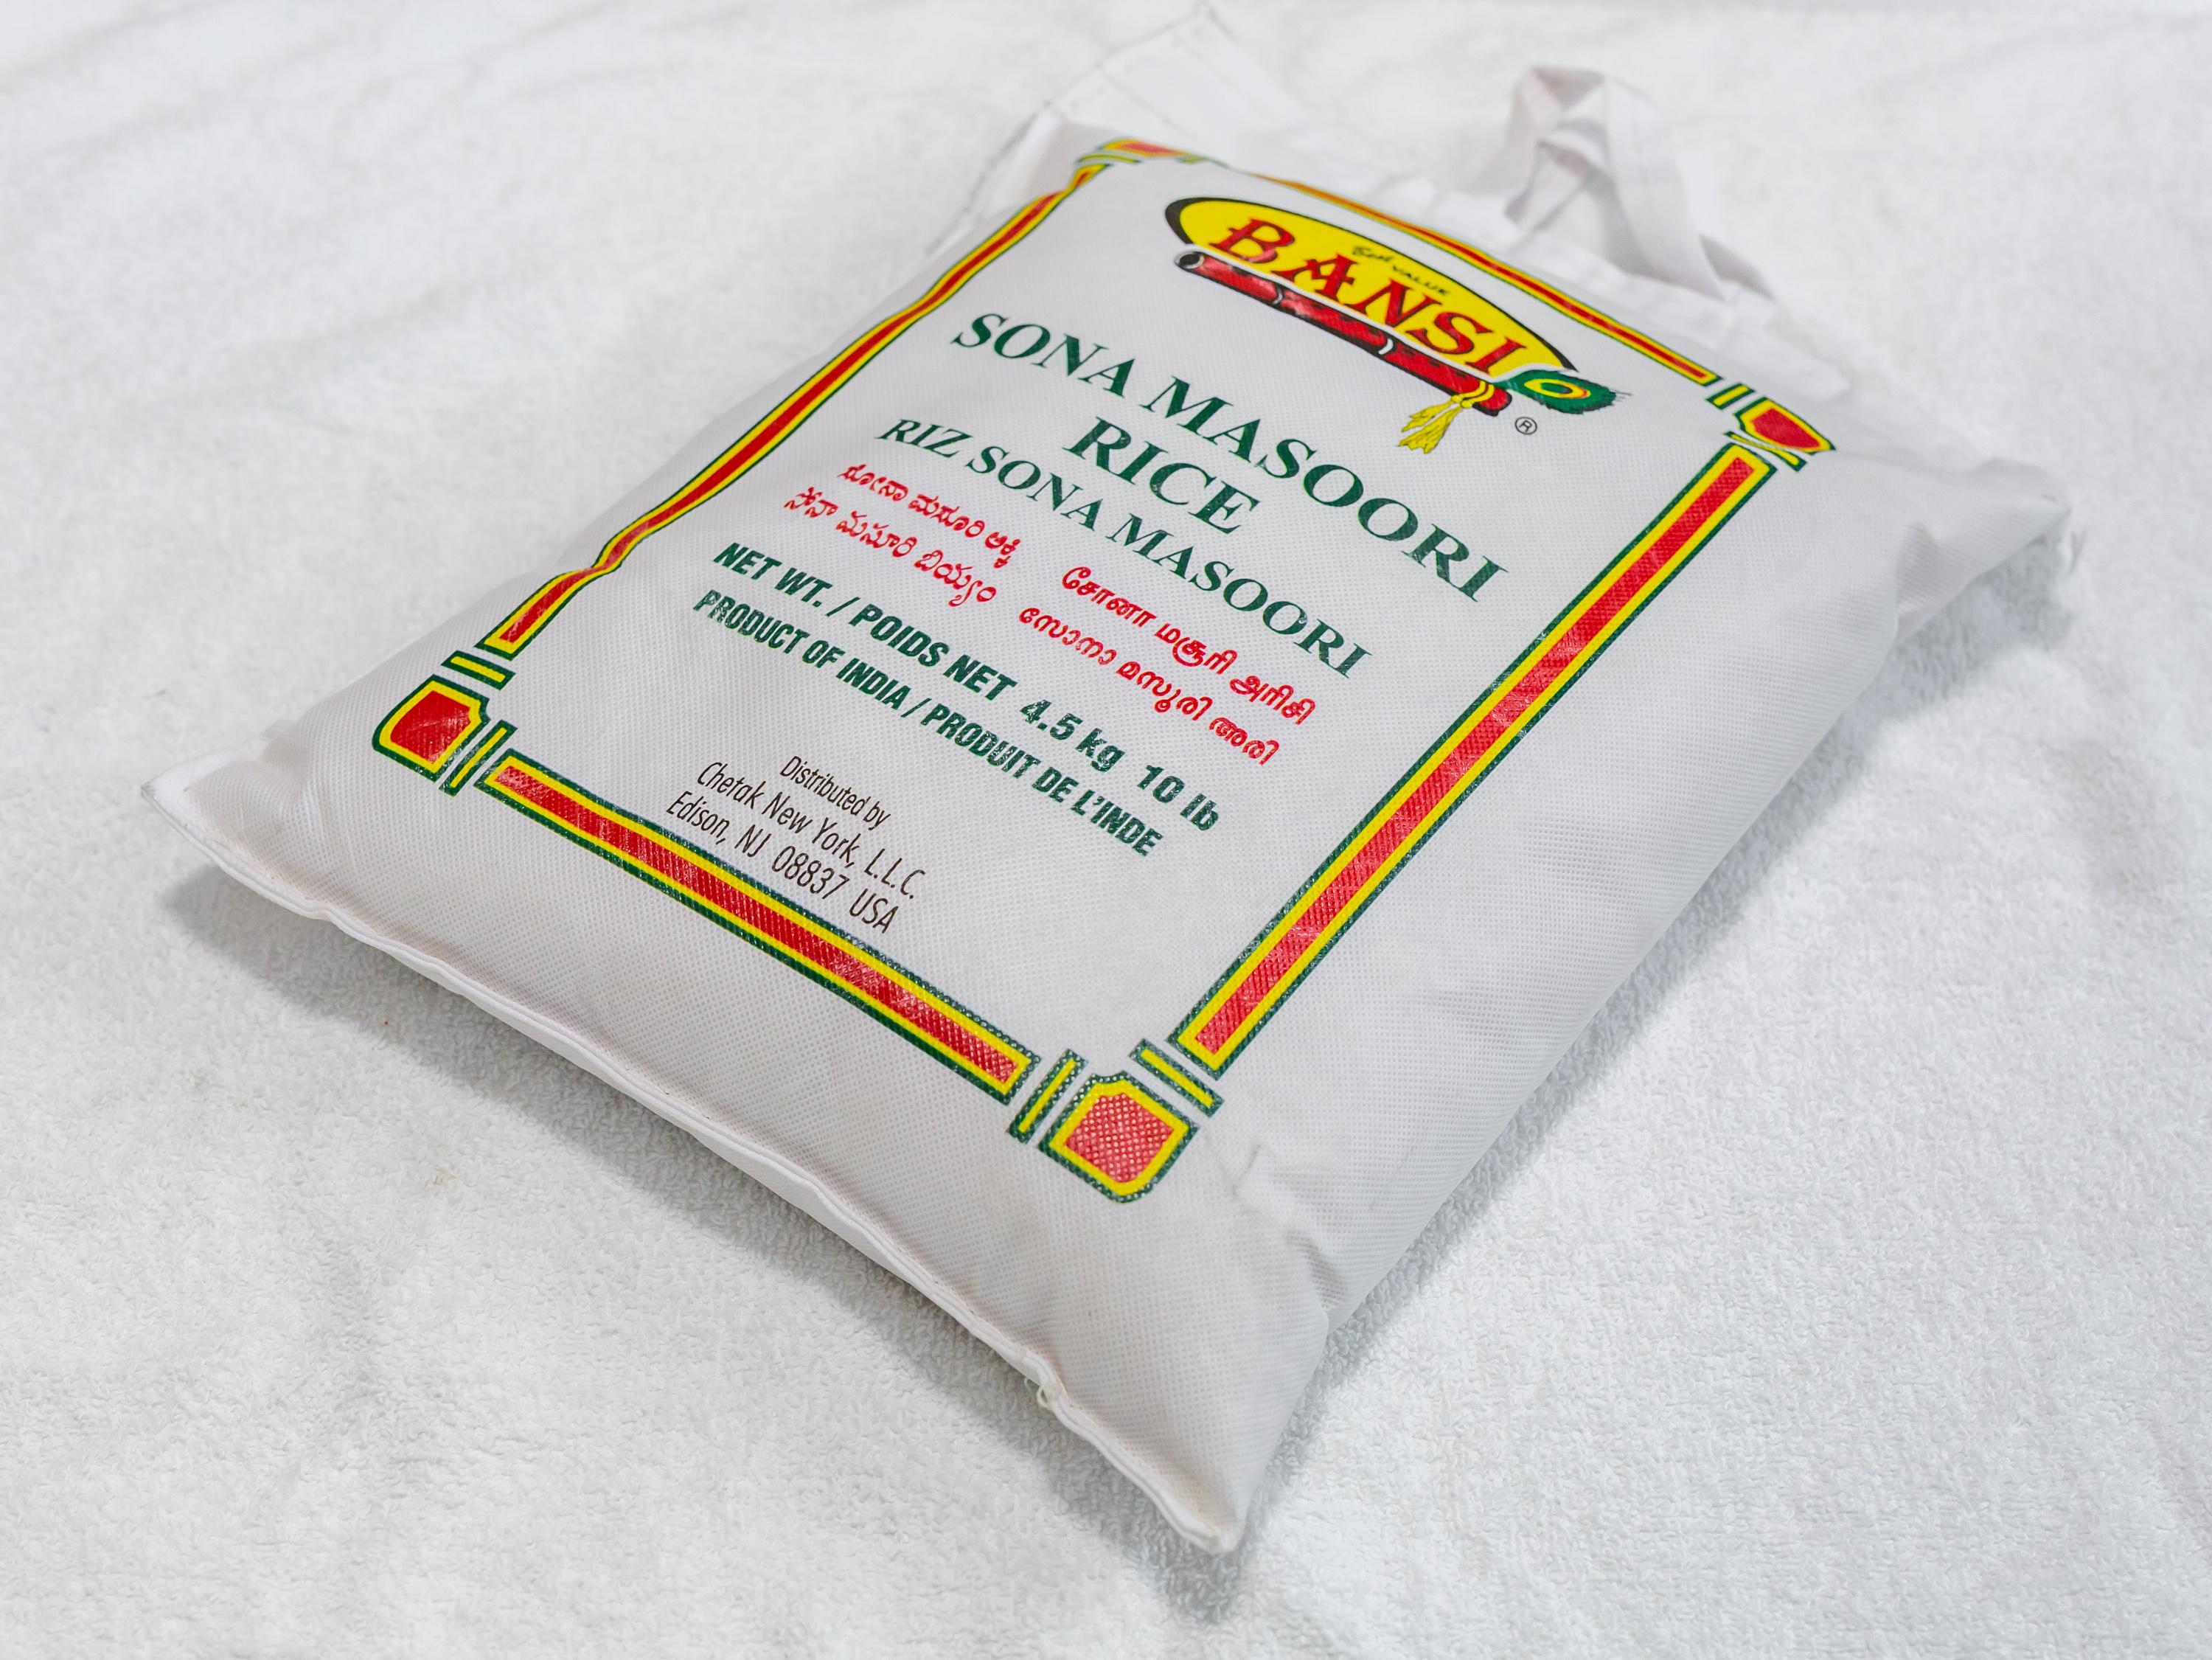 BEST VALUE
BANSI
®
SONA MASOORI
RICE
RIZ SONA MASOORI
ಸೋನಾ ಮಸೂರಿ ಅಕ್ಕಿ சோனா மசூரி அரிசி
సోనా మసూరి బియ్యం സോനാ മസൂരി അരി
NET WT. / POIDS NET 4.5 kg 10 lb
PRODUCT OF INDIA / PRODUIT DE L'INDE
Distributed by
Chetak New York, L.L.C.
Edison, NJ 08837 USA